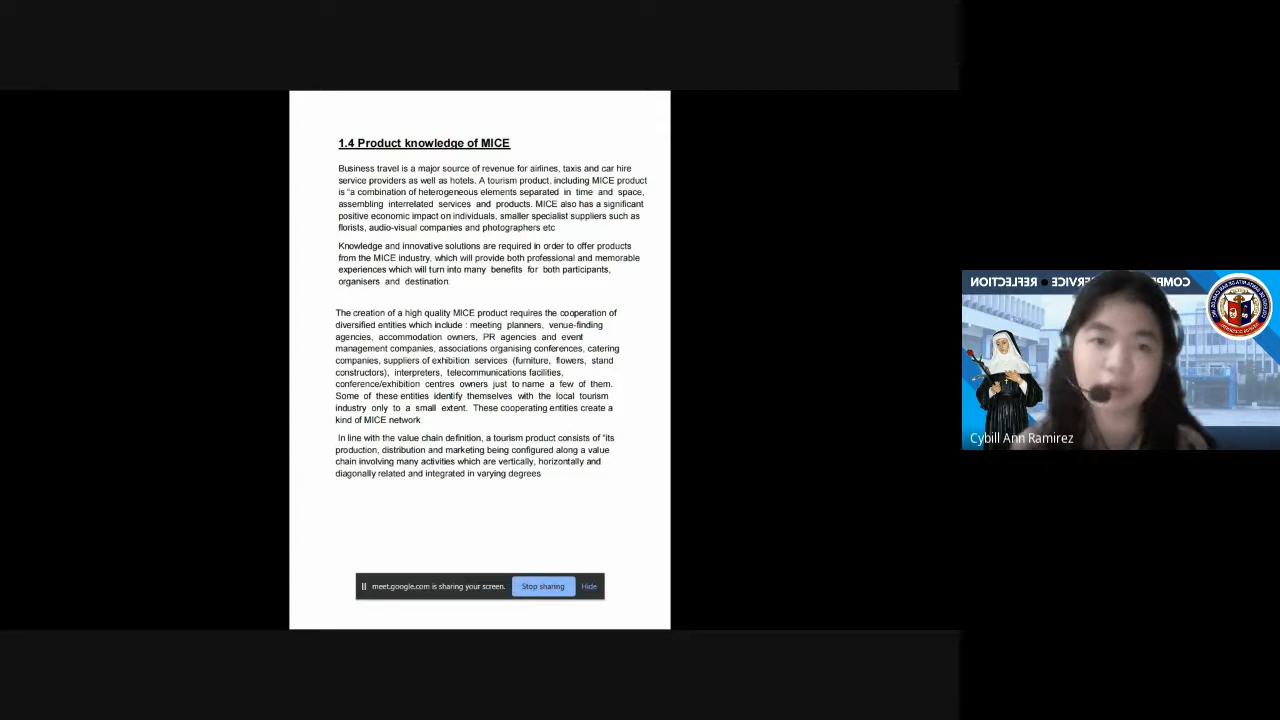 1.4 Product knowledge of MICE
Business travel is a major source of revenue for airlines, taxis and car hire
service providers as well as hotels. A tourism product, including MICE product
is “a combination of heterogeneous elements separated in time and space,
assembling interrelated services and products. MICE also has a significant
positive economic impact on individuals, smaller specialist suppliers such as
florists, audio-visual companies and photographers etc
Knowledge and innovative solutions are required in order to offer products
from the MICE industry, which will provide both professional and memorable
experiences which will turn into many benefits for both participants,
organisers and destination.
The creation of a high quality MICE product requires the cooperation of
diversified entities which include : meeting planners, venue-finding
agencies, accommodation owners, PR agencies and event
management companies, associations organising conferences, catering
companies, suppliers of exhibition services (furniture, flowers, stand
constructors), interpreters, telecommunications facilities,
conference/exhibition centres owners just to name a few of them.
Some of these entities identify themselves with the local tourism
industry only to a small extent. These cooperating entities create a
kind of MICE network
In line with the value chain definition, a tourism product consists of “its
production, distribution and marketing being configured along a value
chain involving many activities which are vertically, horizontally and
diagonally related and integrated in varying degrees
meet.google.com is sharing your screen. Stop sharing Hide
REFLECTION
Cybill Ann Ramirez